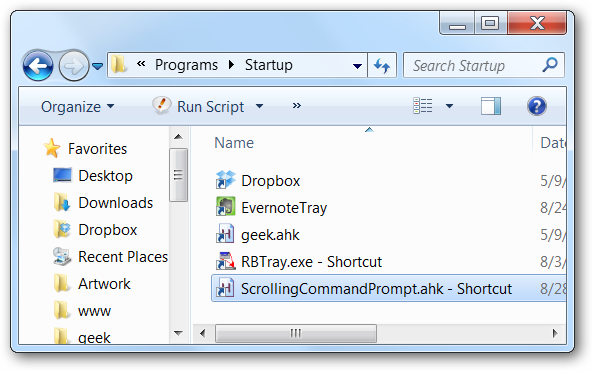 « Programs Startup Search Startup
Organize Run Script »
Name Date
Favorites
Desktop
Downloads
Dropbox
Recent Places
Artwork
www
geek
Dropbox 5/9/
EvernoteTray 8/24
geek.ahk 5/9/
RBTray.exe - Shortcut 8/3/
ScrollingCommandPrompt.ahk - Shortcut 8/28